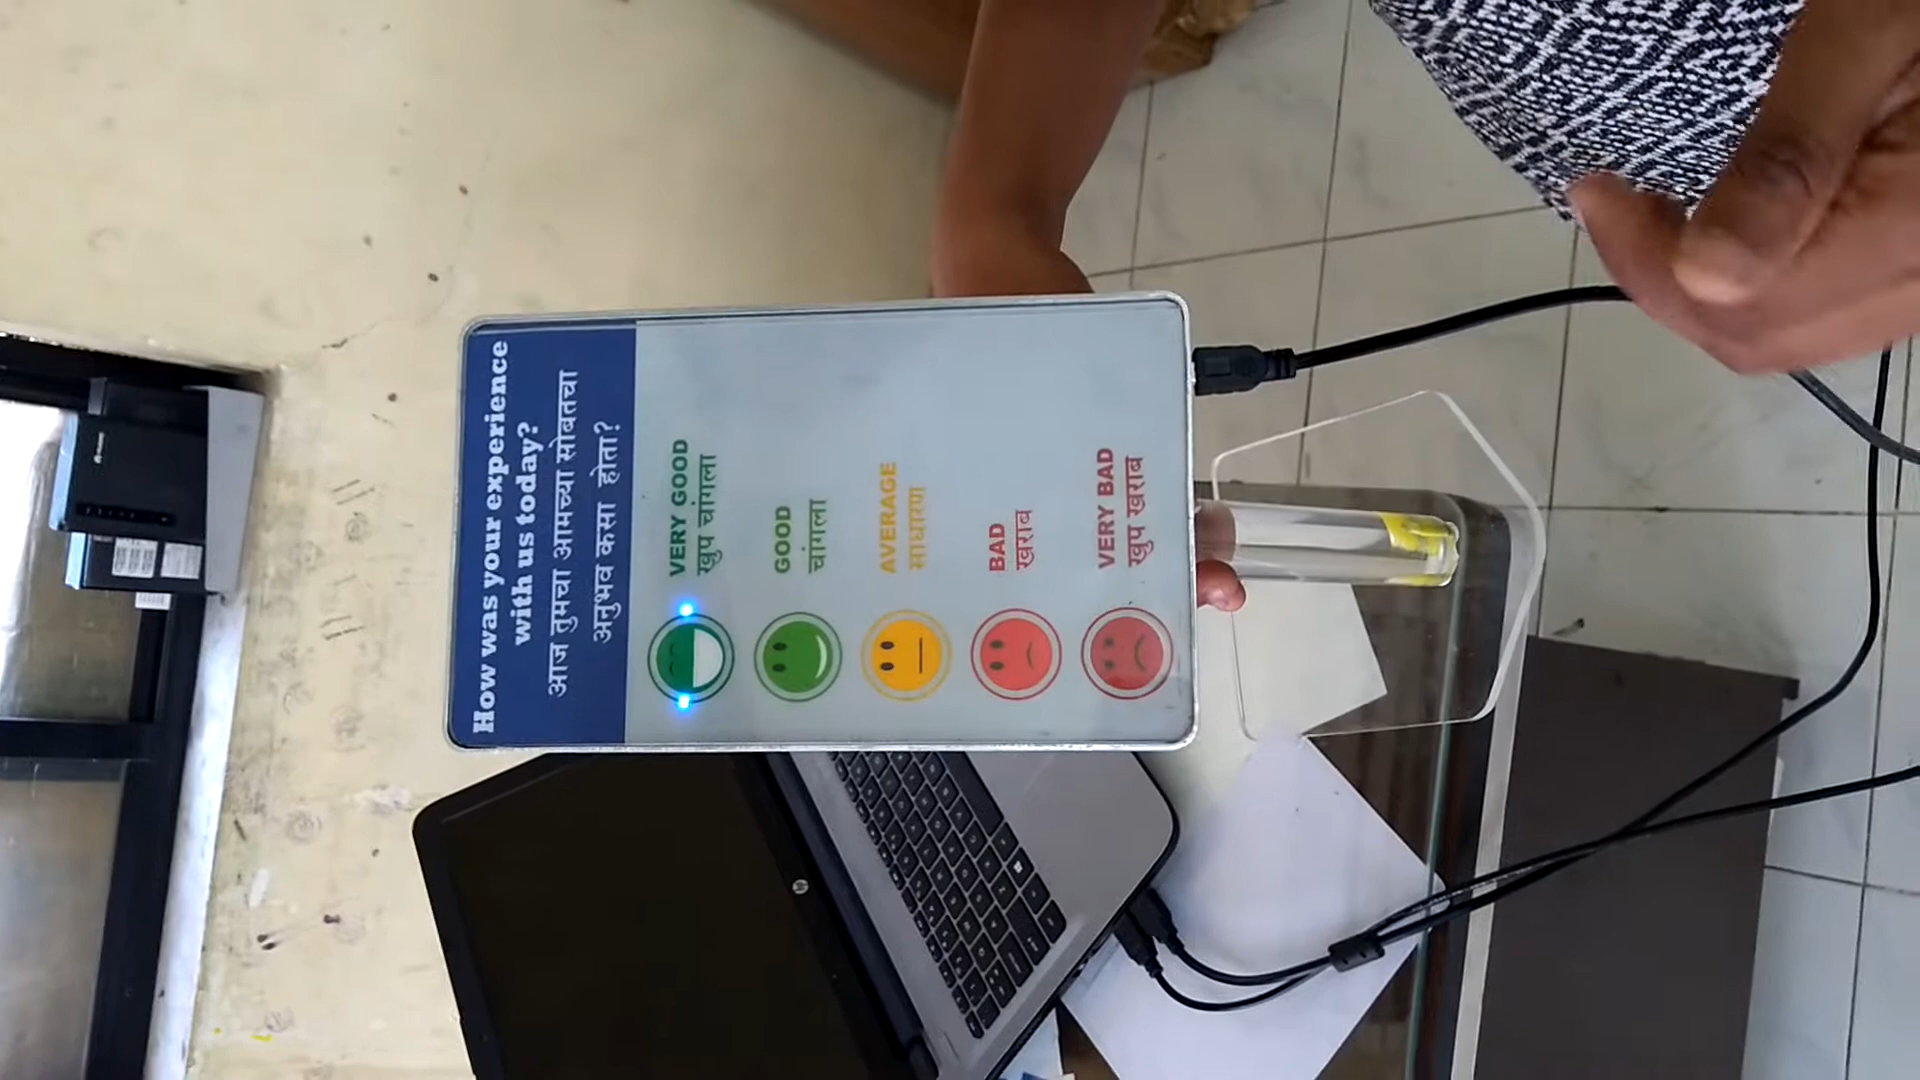 How was your experience
with us today?
आज तुमचा आमच्या सोबतचा
अनुभव कसा होता?
VERY GOOD
खुप चांगला
GOOD
चांगला
AVERAGE
साधारण
BAD
खराब
VERY BAD
खुप खराब
hp